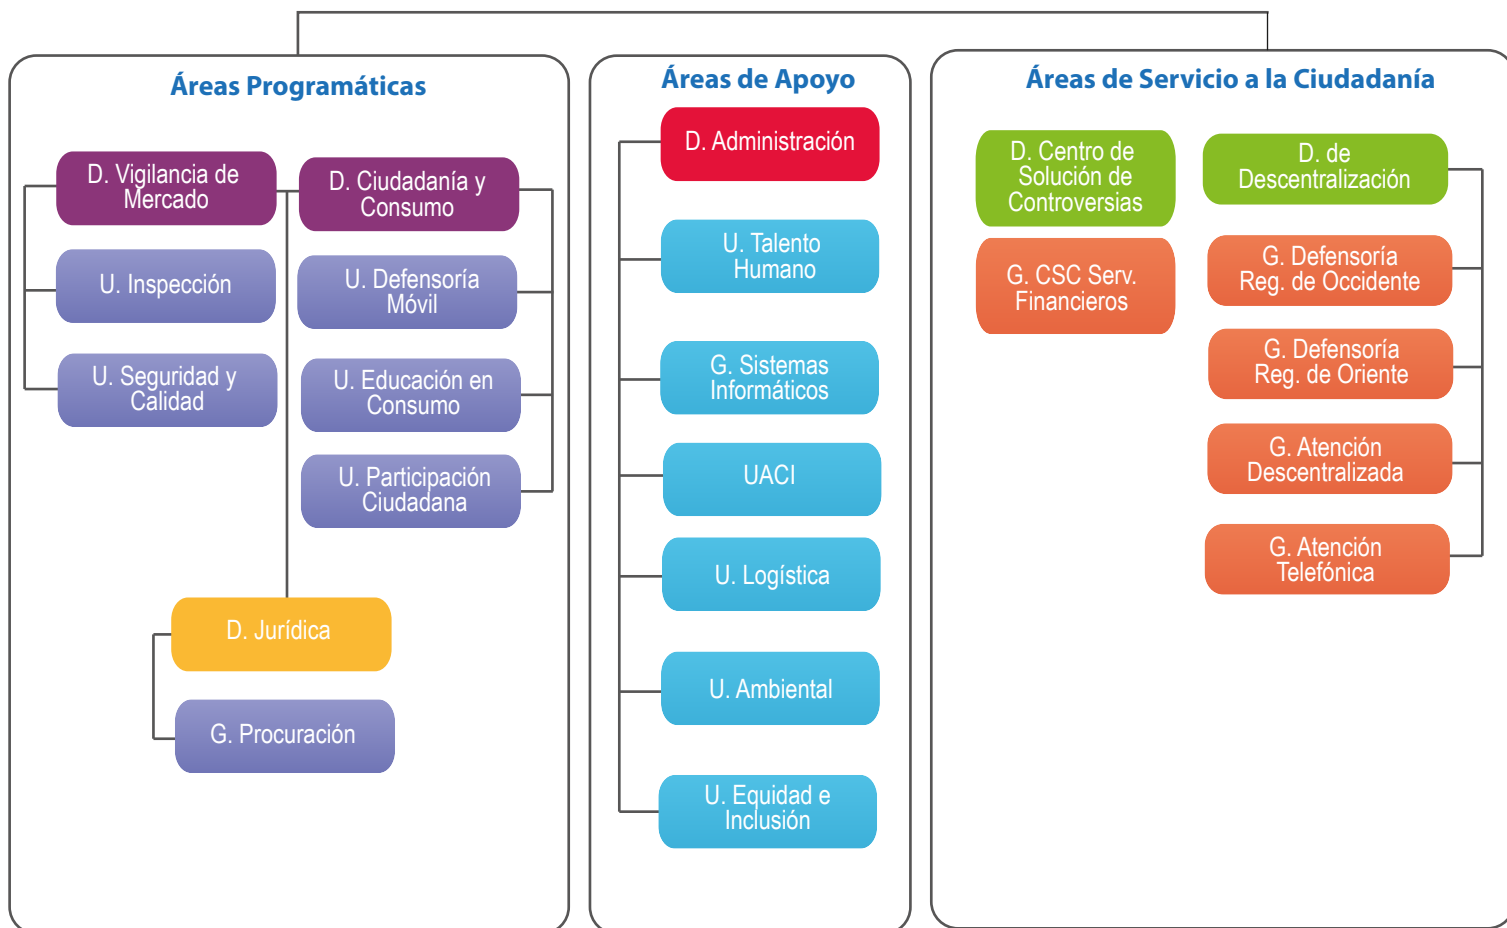 Áreas Programáticas
D. Vigilancia de
Mercado
U. Inspección
U. Seguridad y
Calidad
D. Ciudadanía y
Consumo
U. Defensoría
Móvil
U. Educación en
Consumo
U. Participación
Ciudadana
D. Jurídica
G. Procuración
Áreas de Apoyo
D. Administración
U. Talento
Humano
G. Sistemas
Informáticos
UACI
U. Logística
U. Ambiental
U. Equidad e
Inclusión
Áreas de Servicio a la Ciudadanía
D. Centro de
Solución de
Controversias
G. CSC Serv.
Financieros
D. de
Descentralización
G. Defensoría
Reg. de Occidente
G. Defensoría
Reg. de Oriente
G. Atención
Descentralizada
G. Atención
Telefónica